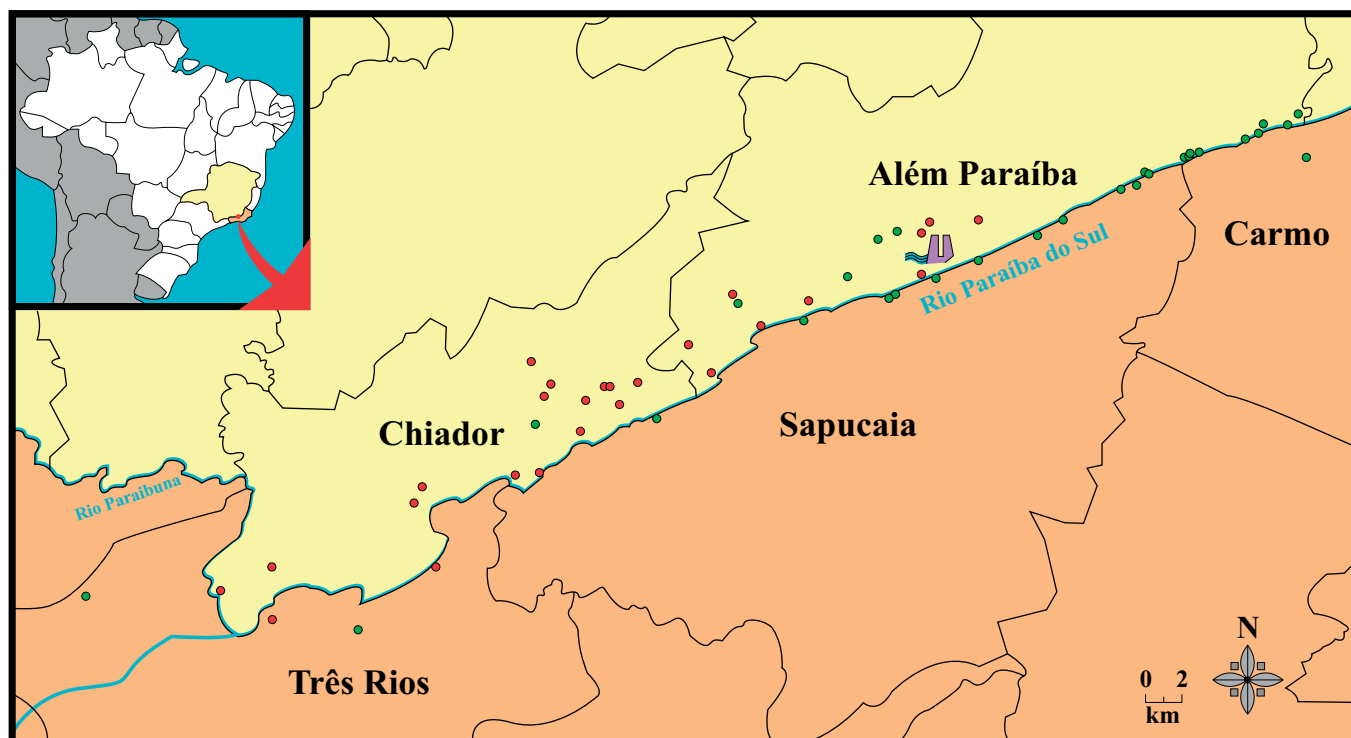 Além Paraíba
Carmo
Rio Paraíba do Sul
Chiador
Sapucaia
Rio Paraibuna
Três Rios
N
0 2
km